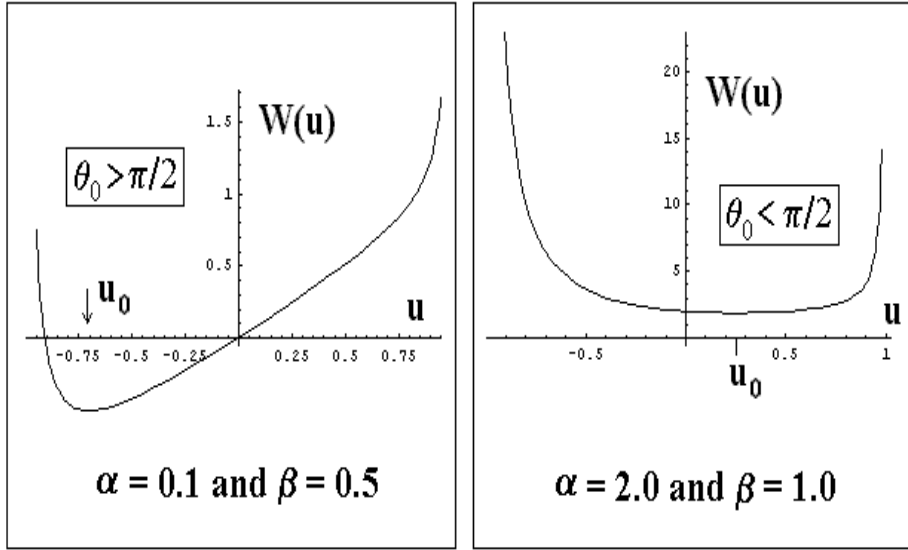 W(u)
1.5
θ₀ > π/2
1
0.5
u₀
u
-0.75 -0.5 -0.25 0.25 0.5 0.75
α = 0.1 and β = 0.5
20
W(u)
15
10
θ₀ < π/2
5
u
-0.5 0.5 1
u₀
α = 2.0 and β = 1.0